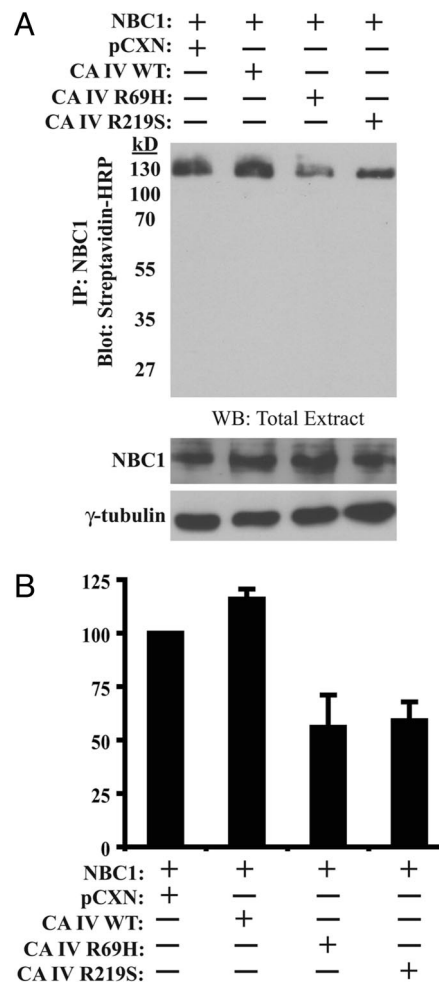 A
NBC1: + + + +
pCXN: + — — —
CA IV WT: — + — —
CA IV R69H: — — + —
CA IV R219S: — — — +
kD
130
100
70
55
35
27
IP: NBC1
Blot: Streptavidin-HRP
WB: Total Extract
NBC1
γ-tubulin
B
125
100
75
50
25
0
NBC1: + + + +
pCXN: + — — —
CA IV WT: — + — —
CA IV R69H: — — + —
CA IV R219S: — — — +